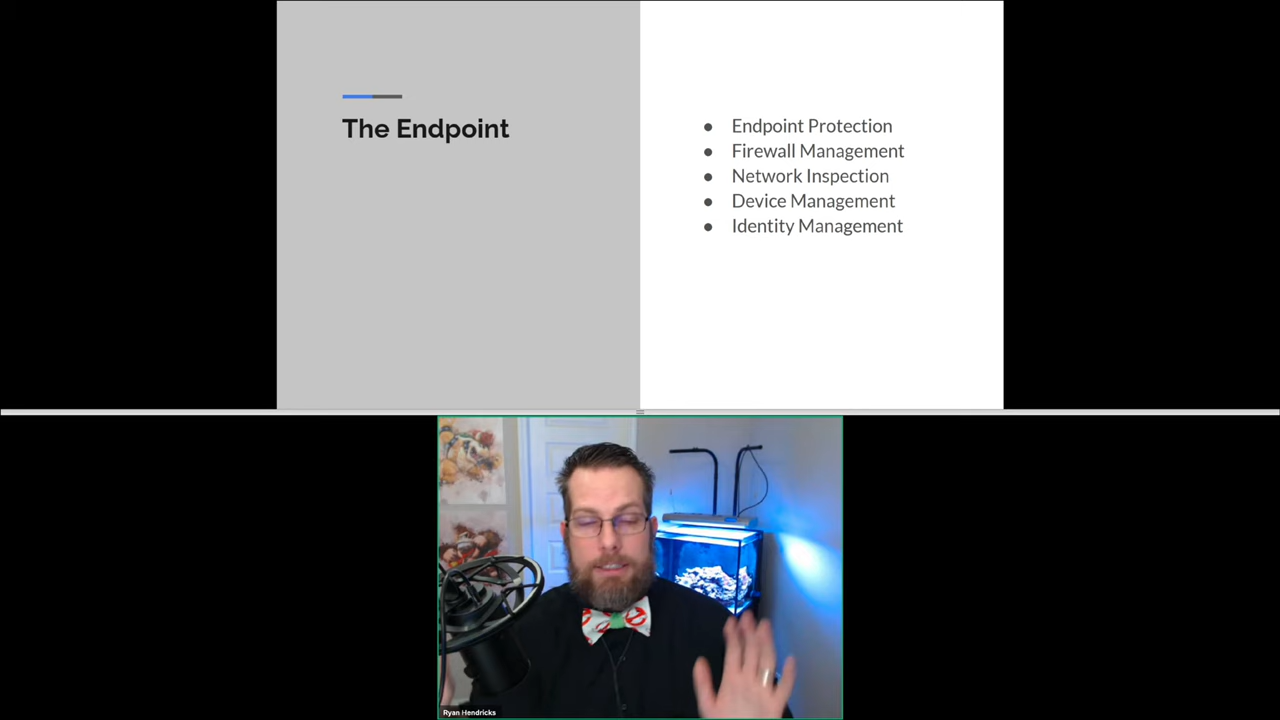 The Endpoint
● Endpoint Protection
● Firewall Management
● Network Inspection
● Device Management
● Identity Management
Ryan Hendricks